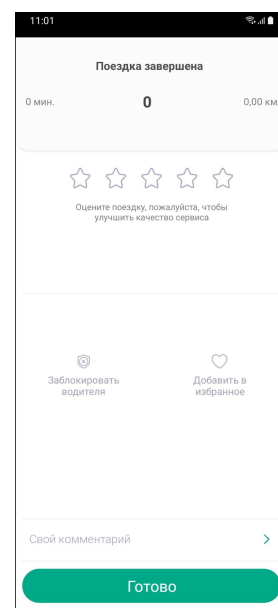 11:01
Поездка завершена
0 мин.
0
0,00 км
Оцените поездку, пожалуйста, чтобы
улучшить качество сервиса
Заблокировать
водителя
Добавить в
избранное
Свой комментарий
Готово